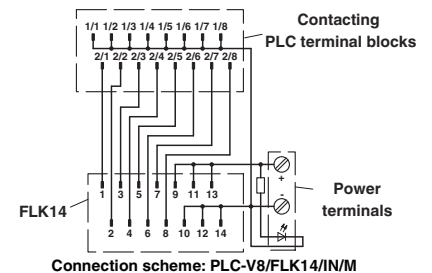 Contacting
PLC terminal blocks
1/1 1/2 1/3 1/4 1/5 1/6 1/7 1/8
2/1 2/2 2/3 2/4 2/5 2/6 2/7 2/8
1 3 5 7 9 11 13
2 4 6 8 10 12 14
FLK14
+
-
Power
terminals
Connection scheme: PLC-V8/FLK14/IN/M